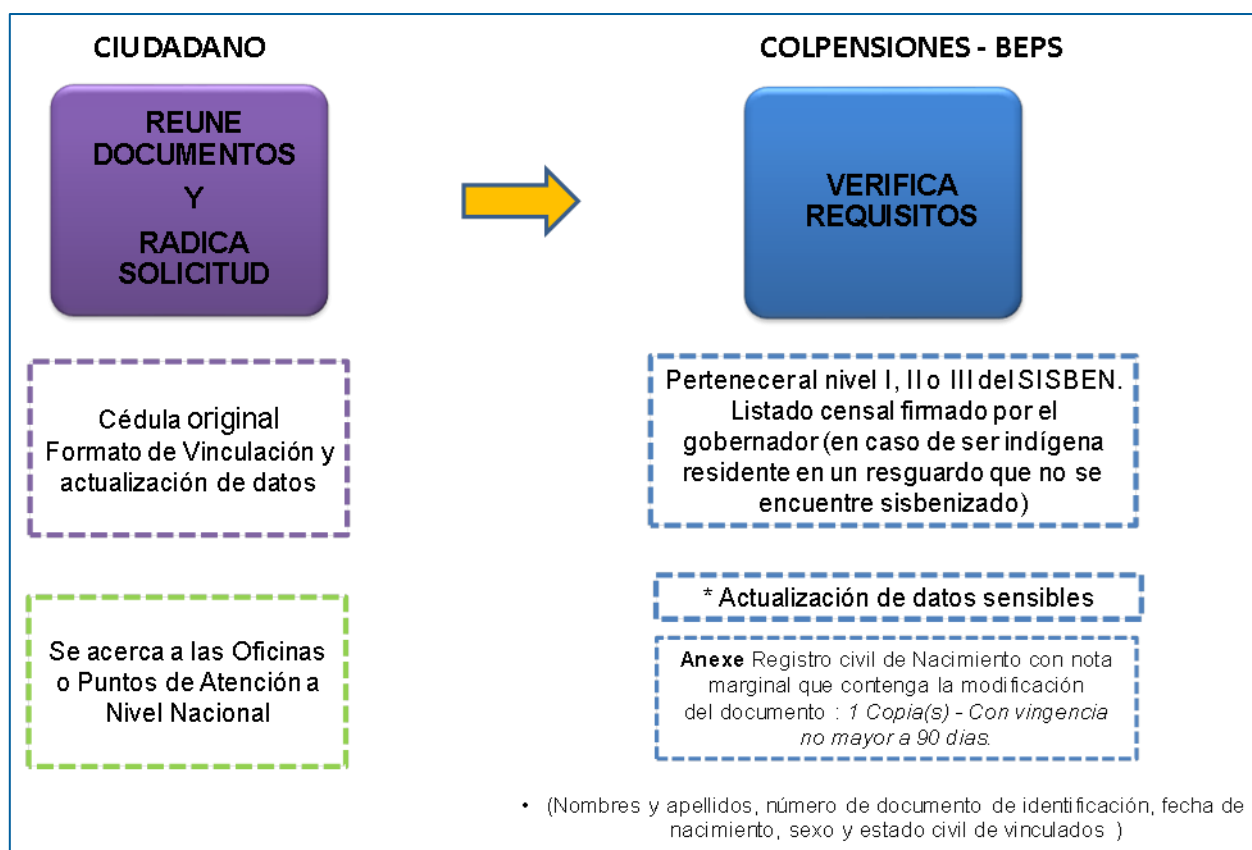 CIUDADANO
REUNE
DOCUMENTOS
Y
RADICA
SOLICITUD
Cédula original
Formato de Vinculación y
actualización de datos
Se acerca a las Oficinas
o Puntos de Atención a
Nivel Nacional
COLPENSIONES - BEPS
VERIFICA
REQUISITOS
Pertenecer al nivel I, II o III del SISBEN.
Listado censal firmado por el
gobernador (en caso de ser indígena
residente en un resguardo que no se
encuentre sisbenizado)
* Actualización de datos sensibles
Anexe Registro civil de Nacimiento con nota
marginal que contenga la modificación
del documento : 1 Copia(s) - Con vingencia
no mayor a 90 dias.
• (Nombres y apellidos, número de documento de identificación, fecha de
nacimiento, sexo y estado civil de vinculados )